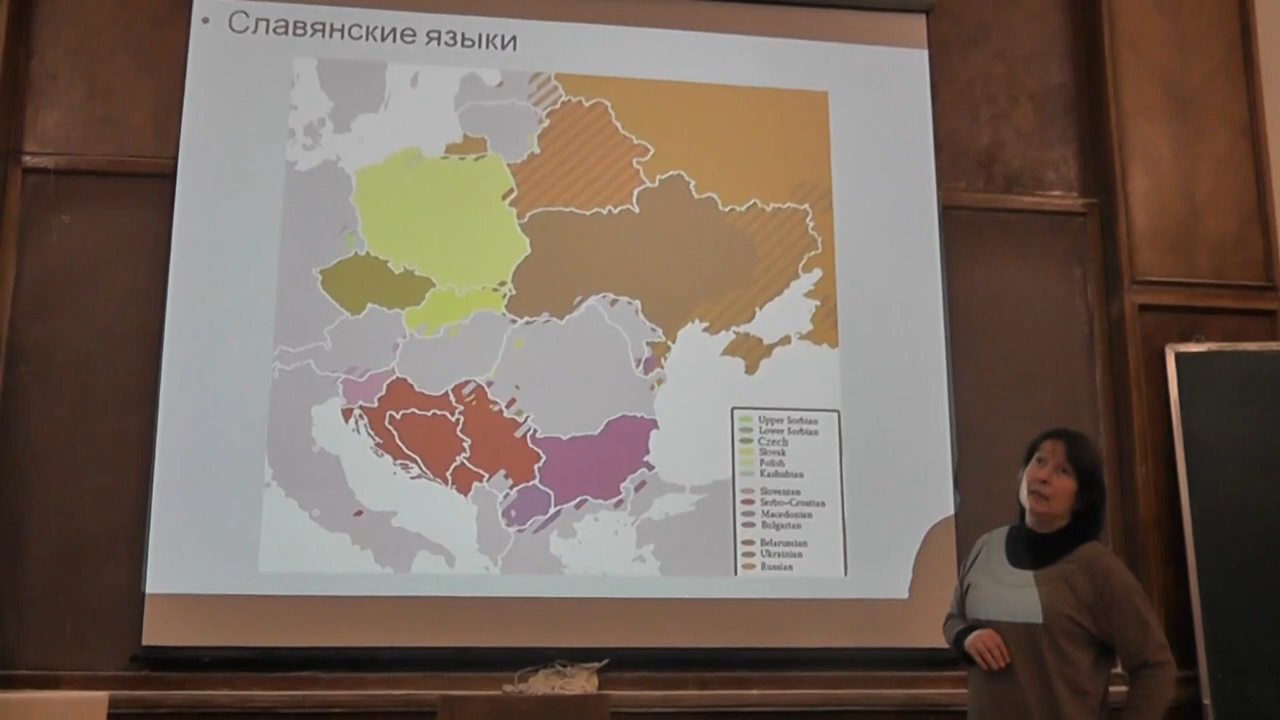 • Славянские языки
Upper Sorbian
Lower Sorbian
Czech
Slovak
Polish
Kashubian
Slovenian
Serbo-Croatian
Macedonian
Bulgarian
Belarusian
Ukrainian
Russian